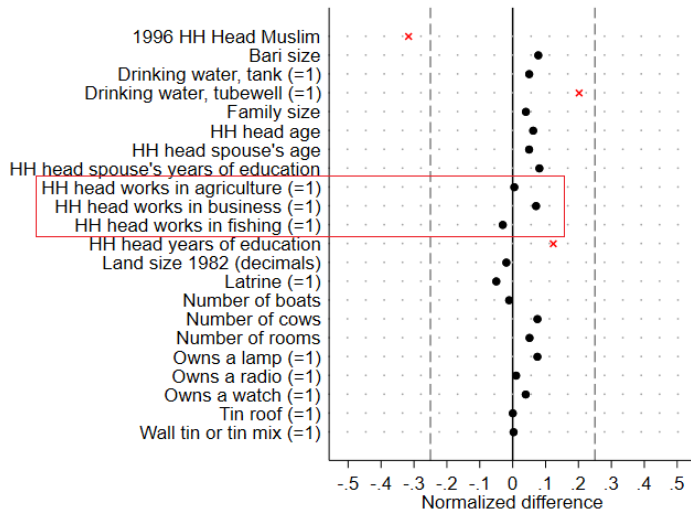 1996 HH Head Muslim
Bari size
Drinking water, tank (=1)
Drinking water, tubewell (=1)
Family size
HH head age
HH head spouse's age
HH head spouse's years of education
HH head works in agriculture (=1)
HH head works in business (=1)
HH head works in fishing (=1)
HH head years of education
Land size 1982 (decimals)
Latrine (=1)
Number of boats
Number of cows
Number of rooms
Owns a lamp (=1)
Owns a radio (=1)
Owns a watch (=1)
Tin roof (=1)
Wall tin or tin mix (=1)
-.5 -.4 -.3 -.2 -.1 0 .1 .2 .3 .4 .5
Normalized difference